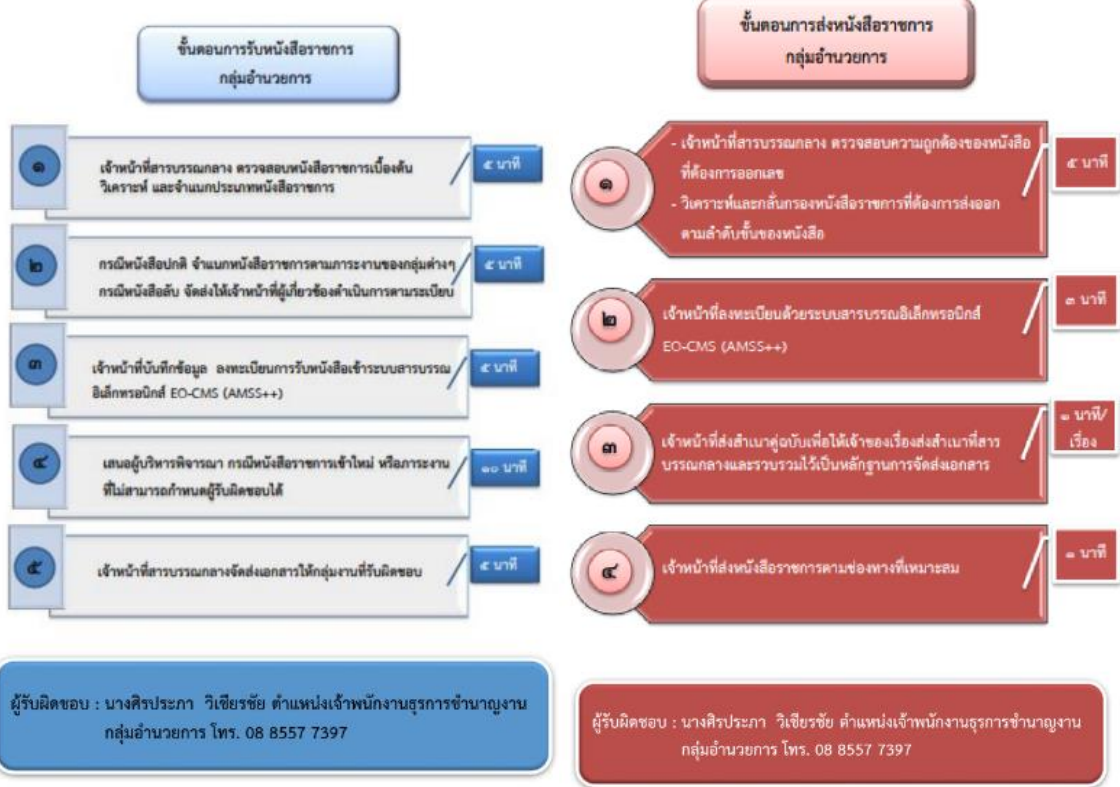 ขั้นตอนการรับหนังสือราชการ
กลุ่มอำนวยการ
๑
เจ้าหน้าที่สารบรรณกลาง ตรวจสอบหนังสือราชการเบื้องต้น
วิเคราะห์ และจำแนกประเภทหนังสือราชการ
๕ นาที
๒
กรณีหนังสือปกติ จำแนกหนังสือราชการตามภาระงานของกลุ่มต่างๆ
กรณีหนังสือลับ จัดส่งให้เจ้าหน้าที่ผู้เกี่ยวข้องดำเนินการตามระเบียบ
๕ นาที
๓
เจ้าหน้าที่บันทึกข้อมูล ลงทะเบียนการรับหนังสือเข้าระบบสารบรรณ
อิเล็กทรอนิกส์ EO-CMS (AMSS++)
๕ นาที
๔
เสนอผู้บริหารพิจารณา กรณีหนังสือราชการเข้าใหม่ หรือภาระงาน
ที่ไม่สามารถกำหนดผู้รับผิดชอบได้
๑๐ นาที
๕
เจ้าหน้าที่สารบรรณกลางจัดส่งเอกสารให้กลุ่มงานที่รับผิดชอบ
๕ นาที
ผู้รับผิดชอบ : นางศิรประภา วิเชียรชัย ตำแหน่งเจ้าพนักงานธุรการชำนาญงาน
กลุ่มอำนวยการ โทร. 08 8557 7397
ขั้นตอนการส่งหนังสือราชการ
กลุ่มอำนวยการ
๑
- เจ้าหน้าที่สารบรรณกลาง ตรวจสอบความถูกต้องของหนังสือ
ที่ต้องการออกเลข
- วิเคราะห์และกลั่นกรองหนังสือราชการที่ต้องการส่งออก
ตามลำดับชั้นของหนังสือ
๕ นาที
๒
เจ้าหน้าที่ลงทะเบียนด้วยระบบสารบรรณอิเล็กทรอนิกส์
EO-CMS (AMSS++)
๓ นาที
๓
เจ้าหน้าที่ส่งสำเนาคู่ฉบับเพื่อให้เจ้าของเรื่องส่งสำเนาที่สาร
บรรณกลางและรวบรวมไว้เป็นหลักฐานการจัดส่งเอกสาร
๑ นาที/
เรื่อง
๔
เจ้าหน้าที่ส่งหนังสือราชการตามช่องทางที่เหมาะสม
๑ นาที
ผู้รับผิดชอบ : นางศิรประภา วิเชียรชัย ตำแหน่งเจ้าพนักงานธุรการชำนาญงาน
กลุ่มอำนวยการ โทร. 08 8557 7397